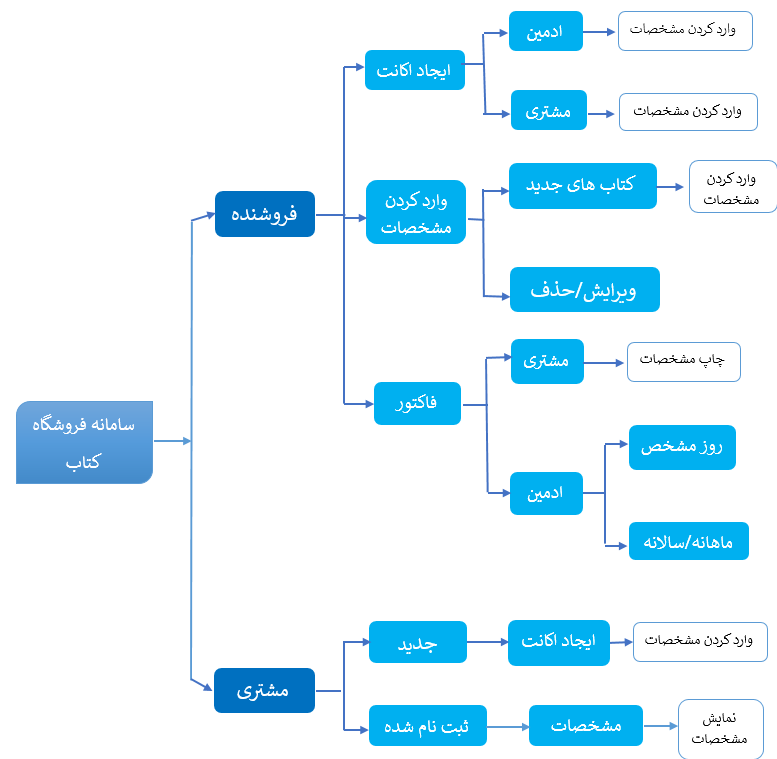 ادمین
وارد کردن مشخصات
ایجاد اکانت
مشتری
وارد کردن مشخصات
فروشنده
وارد کردن
مشخصات
کتاب های جدید
وارد کردن
مشخصات
ویرایش/حذف
فاکتور
مشتری
چاپ مشخصات
ادمین
روز مشخص
ماهانه/سالانه
سامانه فروشگاه
کتاب
مشتری
جدید
ایجاد اکانت
وارد کردن مشخصات
ثبت نام شده
مشخصات
نمایش
مشخصات